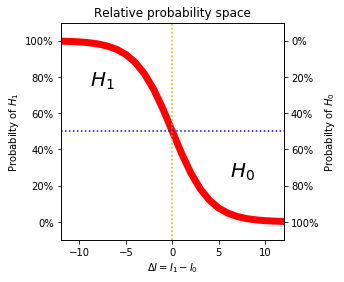 Relative probability space
100%
80%
60%
40%
20%
0%
Probabilty of H₁
H₁
H₀
0%
20%
40%
60%
80%
100%
Probabilty of H₀
−10 −5 0 5 10
ΔI = I₁ − I₀